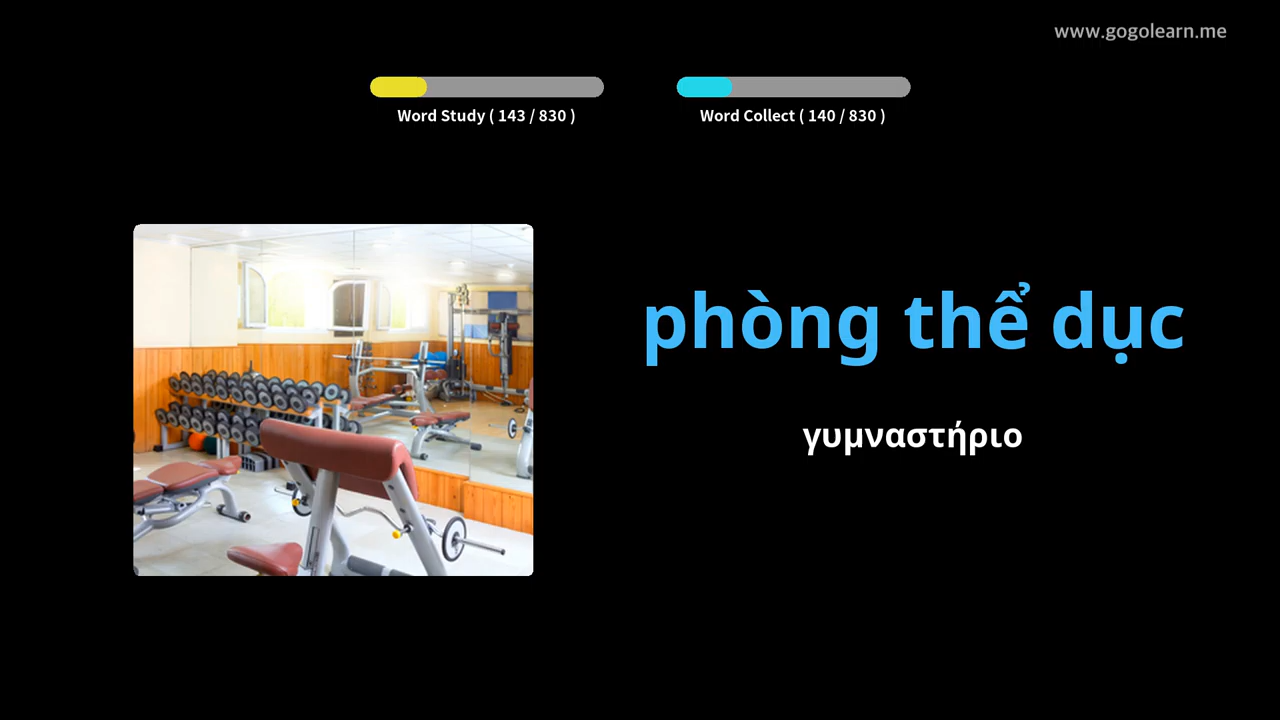 www.gogolearn.me
Word Study ( 143 / 830 )
Word Collect ( 140 / 830 )
phòng thể dục
γυμναστήριο